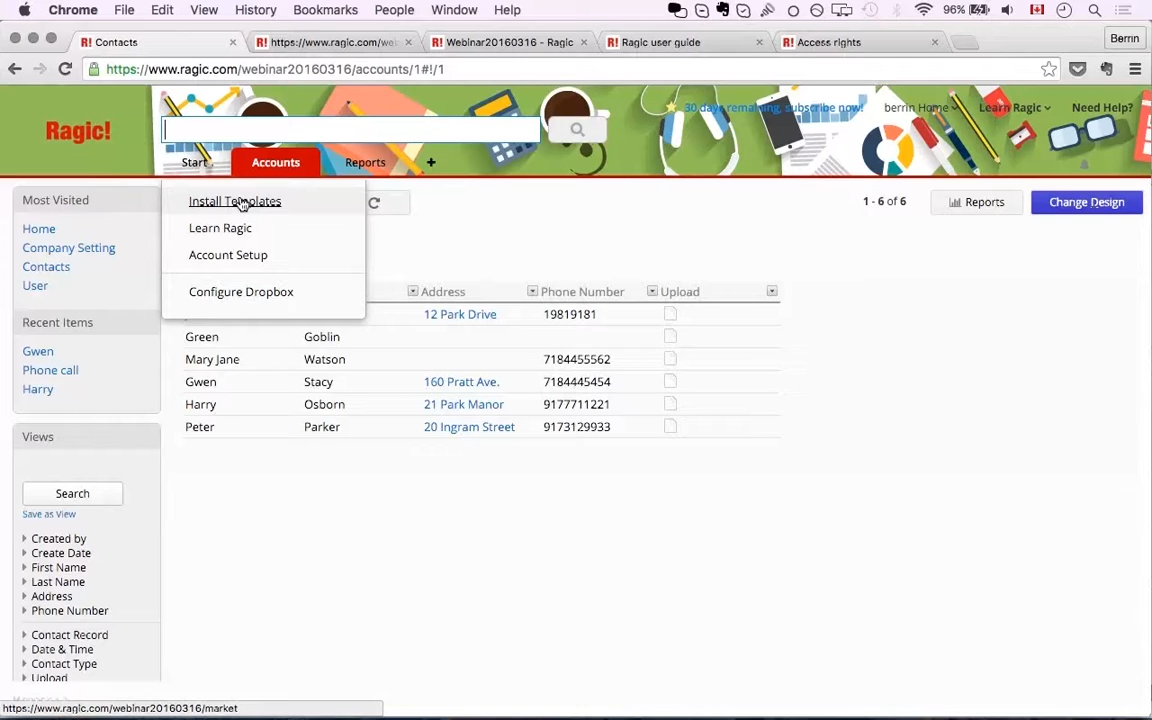 Chrome File Edit View History Bookmarks People Window Help 96%
Contacts https://www.ragic.com/we Webinar20160316 - Ragic Ragic user guide Access rights Berrin
https://www.ragic.com/webinar20160316/accounts/1#!/1
30 days remaining, subscribe now! berrin Home Learn Ragic Need Help?
Ragic!
Start Accounts Reports +
Most Visited
Home
Company Setting
Contacts
User
Recent Items
Gwen
Phone call
Harry
Views
Search
Save as View
Created by
Create Date
First Name
Last Name
Address
Phone Number
Contact Record
Date & Time
Contact Type
Upload
Install Templates
Learn Ragic
Account Setup
Configure Dropbox
1 - 6 of 6 Reports Change Design
Address Phone Number Upload
12 Park Drive 19819181
Green Goblin
Mary Jane Watson 7184455562
Gwen Stacy 160 Pratt Ave. 7184445454
Harry Osborn 21 Park Manor 9177711221
Peter Parker 20 Ingram Street 9173129933
https://www.ragic.com/webinar20160316/market